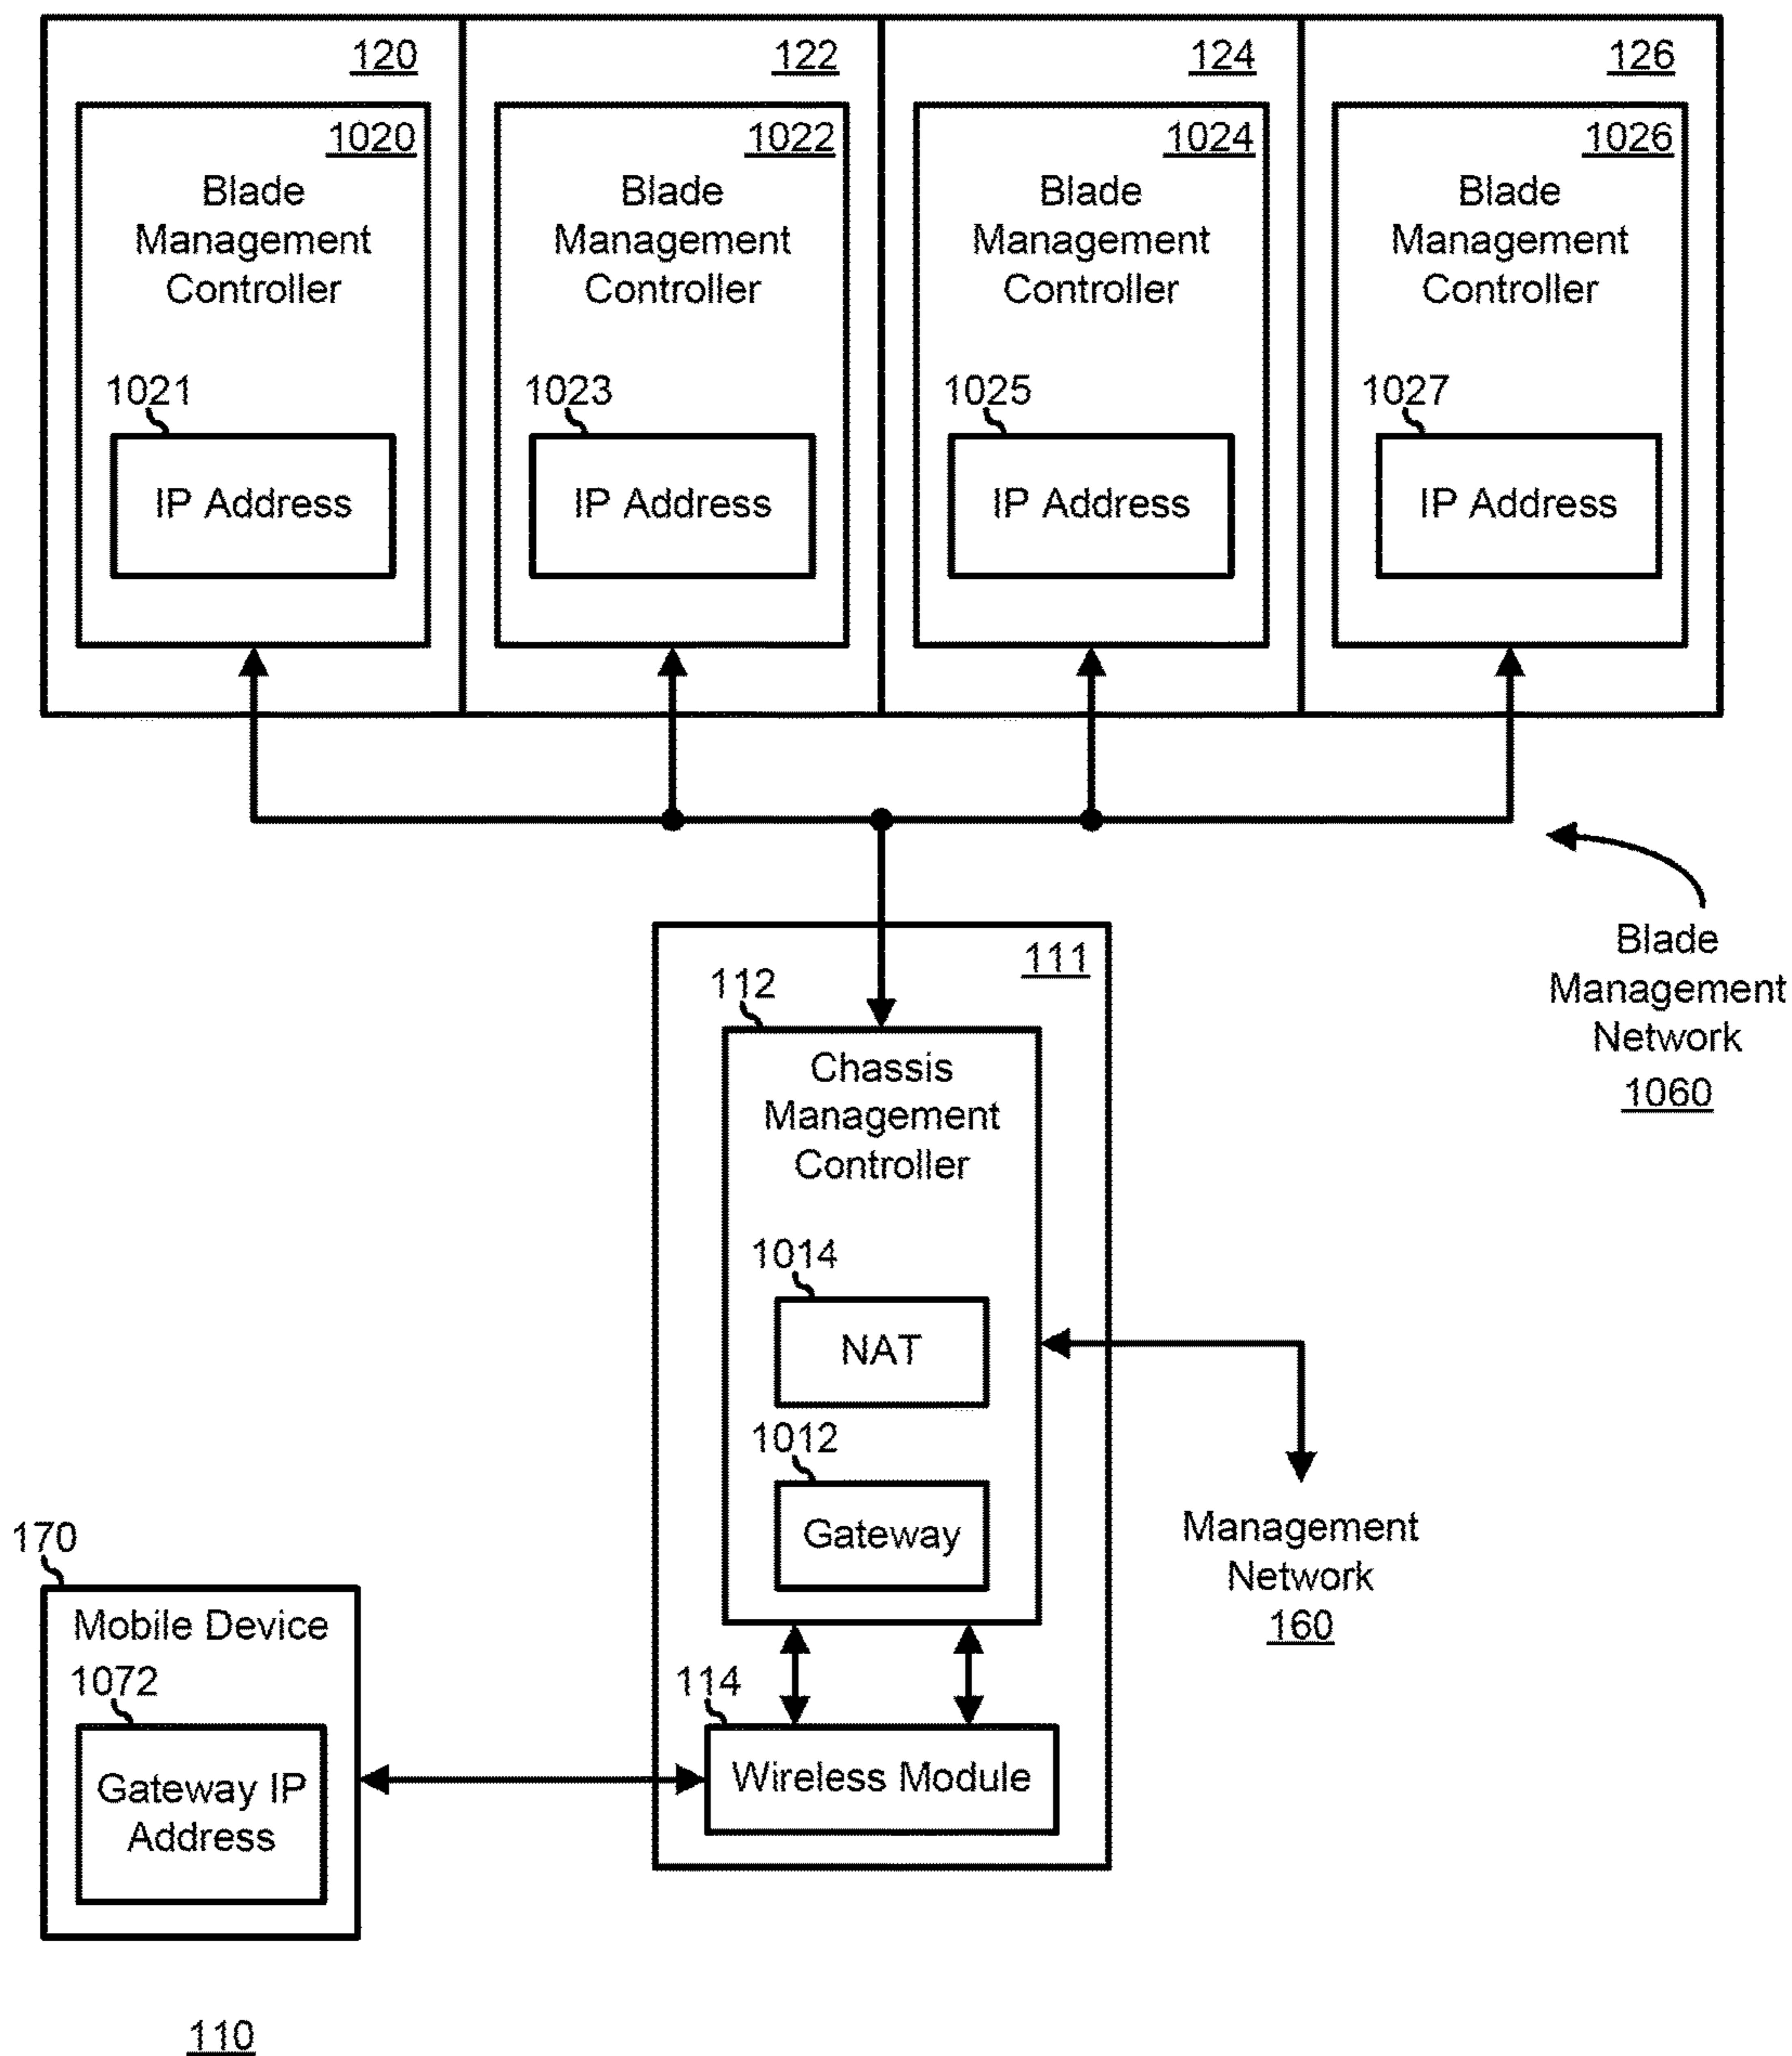 120
122
124
126
1020
1022
1024
1026
Blade
Management
Controller
Blade
Management
Controller
Blade
Management
Controller
Blade
Management
Controller
1021
1023
1025
1027
IP Address
IP Address
IP Address
IP Address
Blade
Management
Network
1060
111
112
Chassis
Management
Controller
1014
NAT
1012
Gateway
Management
Network
160
170
Mobile Device
1072
Gateway IP
Address
114
Wireless Module
110